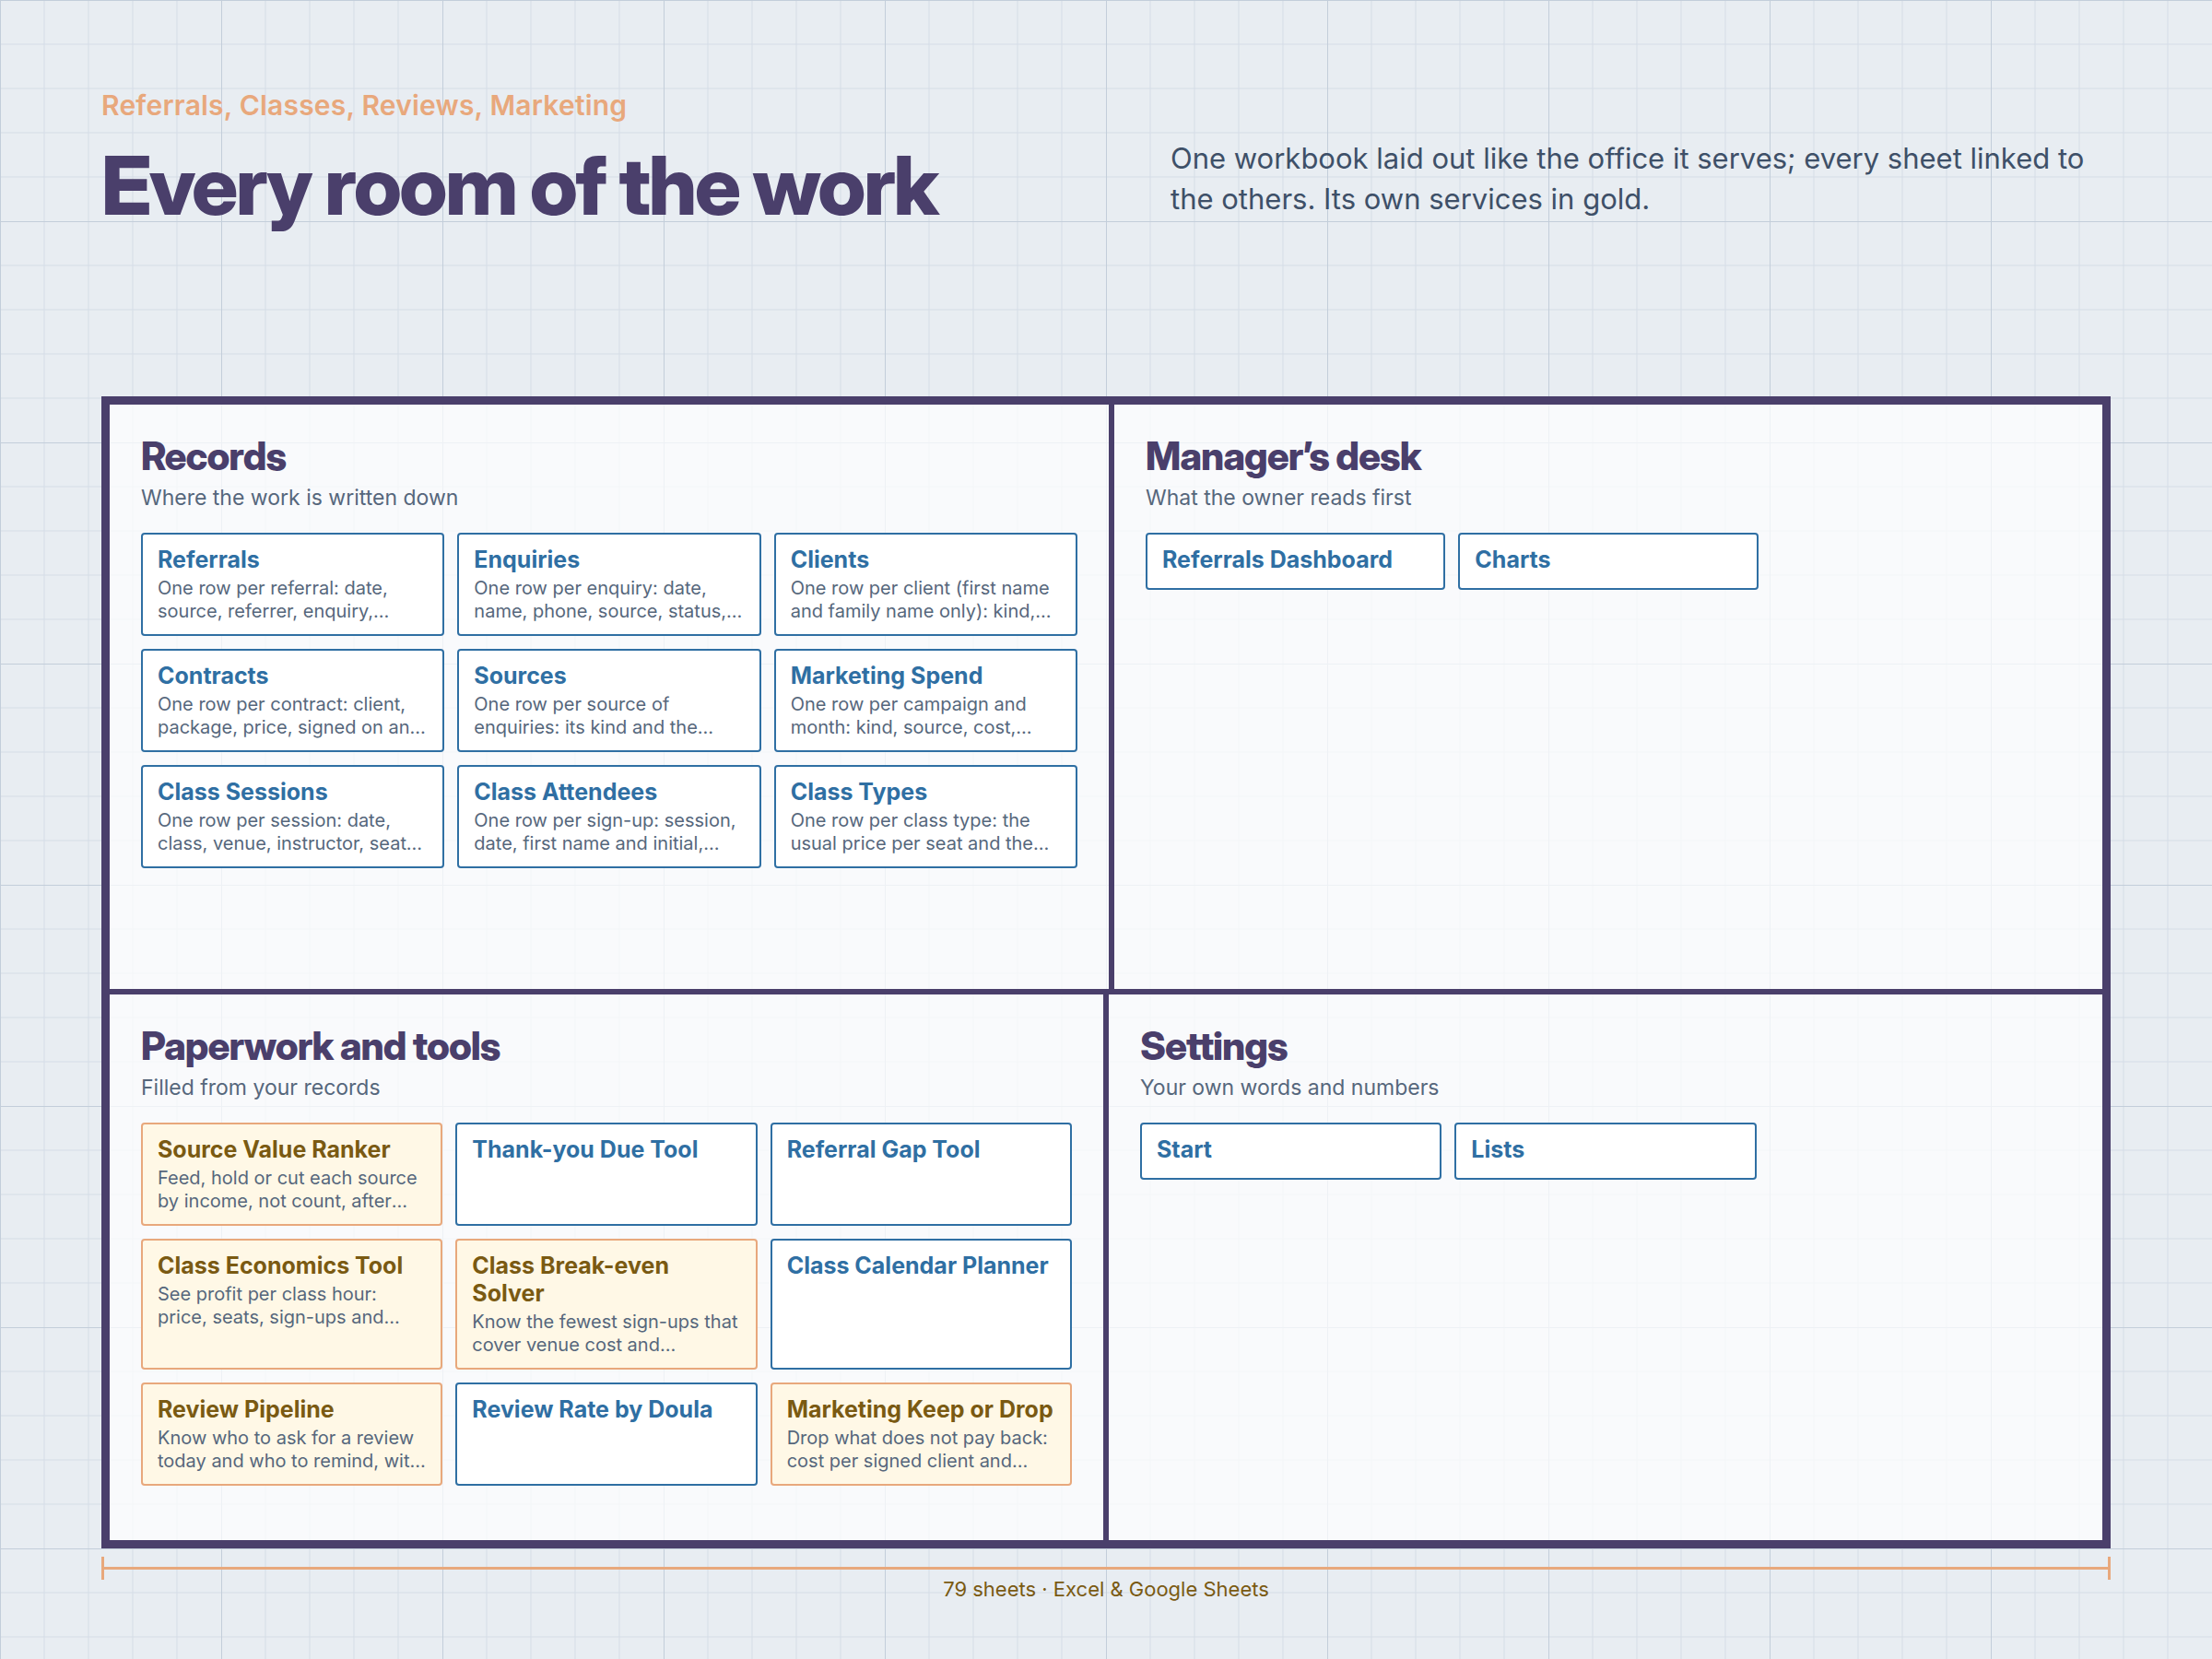 Referrals, Classes, Reviews, Marketing
Every room of the work
One workbook laid out like the office it serves; every sheet linked to
the others. Its own services in gold.
Records
Where the work is written down
Referrals
One row per referral: date,
source, referrer, enquiry,...
Enquiries
One row per enquiry: date,
name, phone, source, status,...
Clients
One row per client (first name
and family name only): kind,...
Contracts
One row per contract: client,
package, price, signed on an...
Sources
One row per source of
enquiries: its kind and the...
Marketing Spend
One row per campaign and
month: kind, source, cost,...
Class Sessions
One row per session: date,
class, venue, instructor, seat...
Class Attendees
One row per sign-up: session,
date, first name and initial,...
Class Types
One row per class type: the
usual price per seat and the...
Manager’s desk
What the owner reads first
Referrals Dashboard
Charts
Paperwork and tools
Filled from your records
Source Value Ranker
Feed, hold or cut each source
by income, not count, after...
Thank-you Due Tool
Referral Gap Tool
Class Economics Tool
See profit per class hour:
price, seats, sign-ups and...
Class Break-even
Solver
Know the fewest sign-ups that
cover venue cost and...
Class Calendar Planner
Review Pipeline
Know who to ask for a review
today and who to remind, wit...
Review Rate by Doula
Marketing Keep or Drop
Drop what does not pay back:
cost per signed client and...
Settings
Your own words and numbers
Start
Lists
79 sheets · Excel & Google Sheets